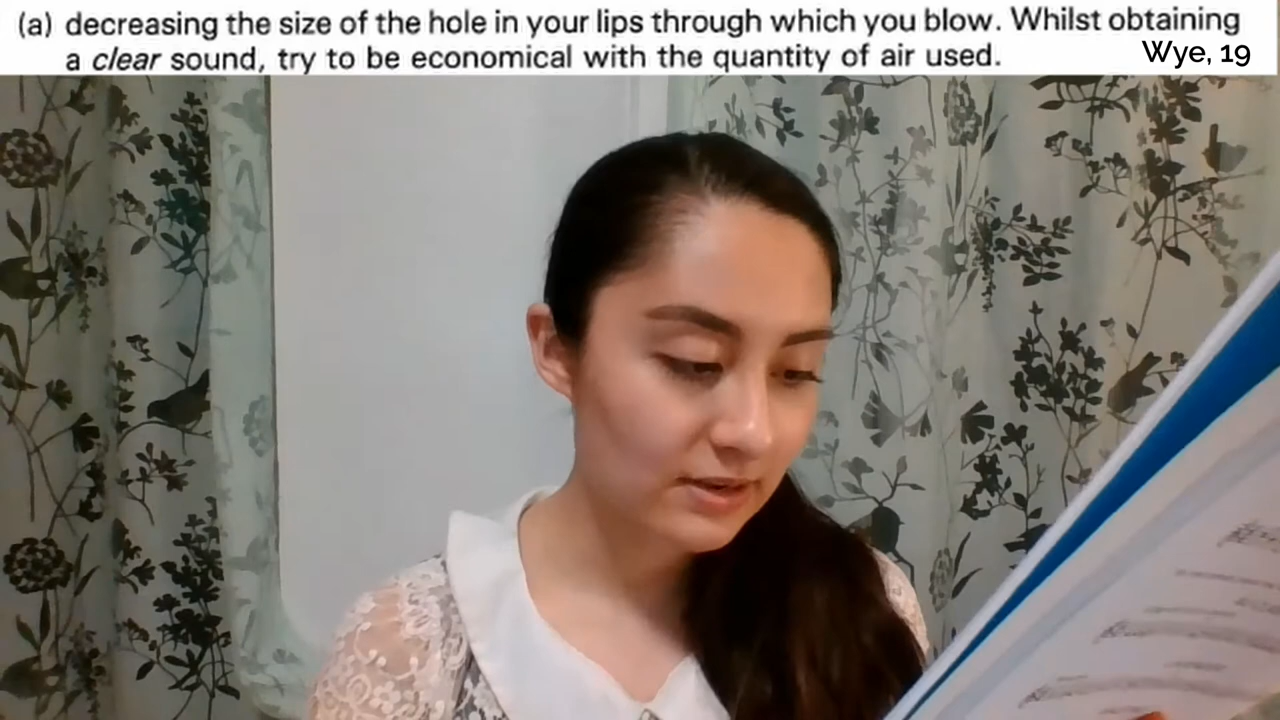 (a) decreasing the size of the hole in your lips through which you blow. Whilst obtaining
a clear sound, try to be economical with the quantity of air used.
Wye, 19